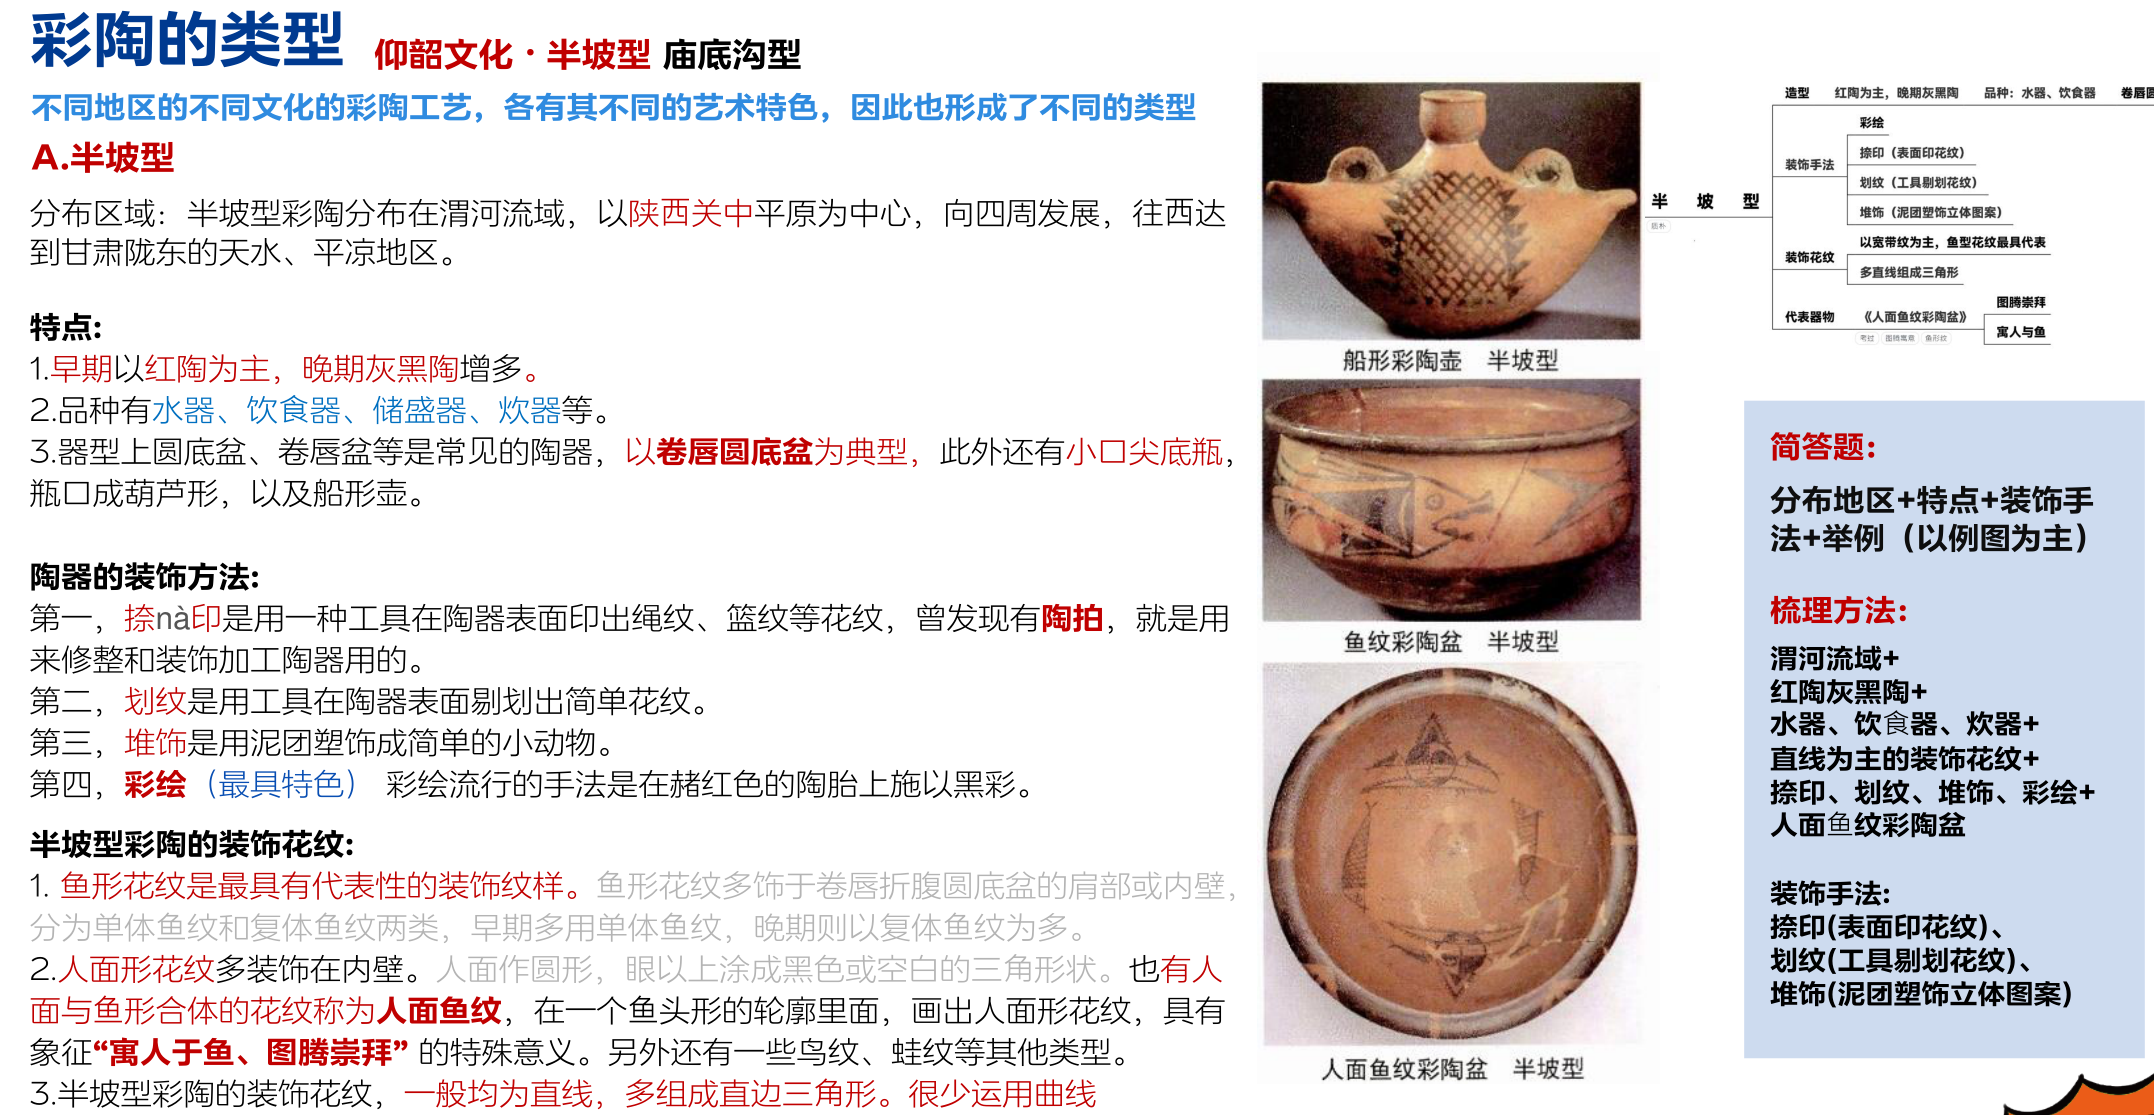 彩陶的类型 仰韶文化·半坡型 庙底沟型
不同地区的不同文化的彩陶工艺，各有其不同的艺术特色，因此也形成了不同的类型
A.半坡型
分布区域：半坡型彩陶分布在渭河流域，以陕西关中平原为中心，向四周发展，往西达
到甘肃陇东的天水、平凉地区。
特点:
1.早期以红陶为主，晚期灰黑陶增多。
2.品种有水器、饮食器、储盛器、炊器等。
3.器型上圆底盆、卷唇盆等是常见的陶器，以卷唇圆底盆为典型，此外还有小口尖底瓶，
瓶口成葫芦形，以及船形壶。
陶器的装饰方法:
第一，捺nà印是用一种工具在陶器表面印出绳纹、篮纹等花纹，曾发现有陶拍，就是用
来修整和装饰加工陶器用的。
第二，划纹是用工具在陶器表面剔划出简单花纹。
第三，堆饰是用泥团塑饰成简单的小动物。
第四，彩绘（最具特色） 彩绘流行的手法是在赭红色的陶胎上施以黑彩。
半坡型彩陶的装饰花纹:
1. 鱼形花纹是最具有代表性的装饰纹样。鱼形花纹多饰于卷唇折腹圆底盆的肩部或内壁，
分为单体鱼纹和复体鱼纹两类，早期多用单体鱼纹，晚期则以复体鱼纹为多。
2.人面形花纹多装饰在内壁。人面作圆形，眼以上涂成黑色或空白的三角形状。也有人
面与鱼形合体的花纹称为人面鱼纹，在一个鱼头形的轮廓里面，画出人面形花纹，具有
象征“寓人于鱼、图腾崇拜” 的特殊意义。另外还有一些鸟纹、蛙纹等其他类型。
3.半坡型彩陶的装饰花纹，一般均为直线，多组成直边三角形。很少运用曲线
船形彩陶壶 半坡型
鱼纹彩陶盆 半坡型
人面鱼纹彩陶盆 半坡型
半坡型
造型 红陶为主，晚期灰黑陶 品种：水器、饮食器 卷唇圆
装饰手法
彩绘
捺印（表面印花纹）
划纹（工具剔划花纹）
堆饰（泥团塑饰立体图案）
装饰花纹
以宽带纹为主，鱼型花纹最具代表
多直线组成三角形
代表器物 《人面鱼纹彩陶盆》
考过 图腾寓意 鱼形纹
图腾崇拜
寓人与鱼
简答题:
分布地区+特点+装饰手
法+举例（以例图为主）
梳理方法:
渭河流域+
红陶灰黑陶+
水器、饮食器、炊器+
直线为主的装饰花纹+
捺印、划纹、堆饰、彩绘+
人面鱼纹彩陶盆
装饰手法:
捺印(表面印花纹)、
划纹(工具剔划花纹)、
堆饰(泥团塑饰立体图案)